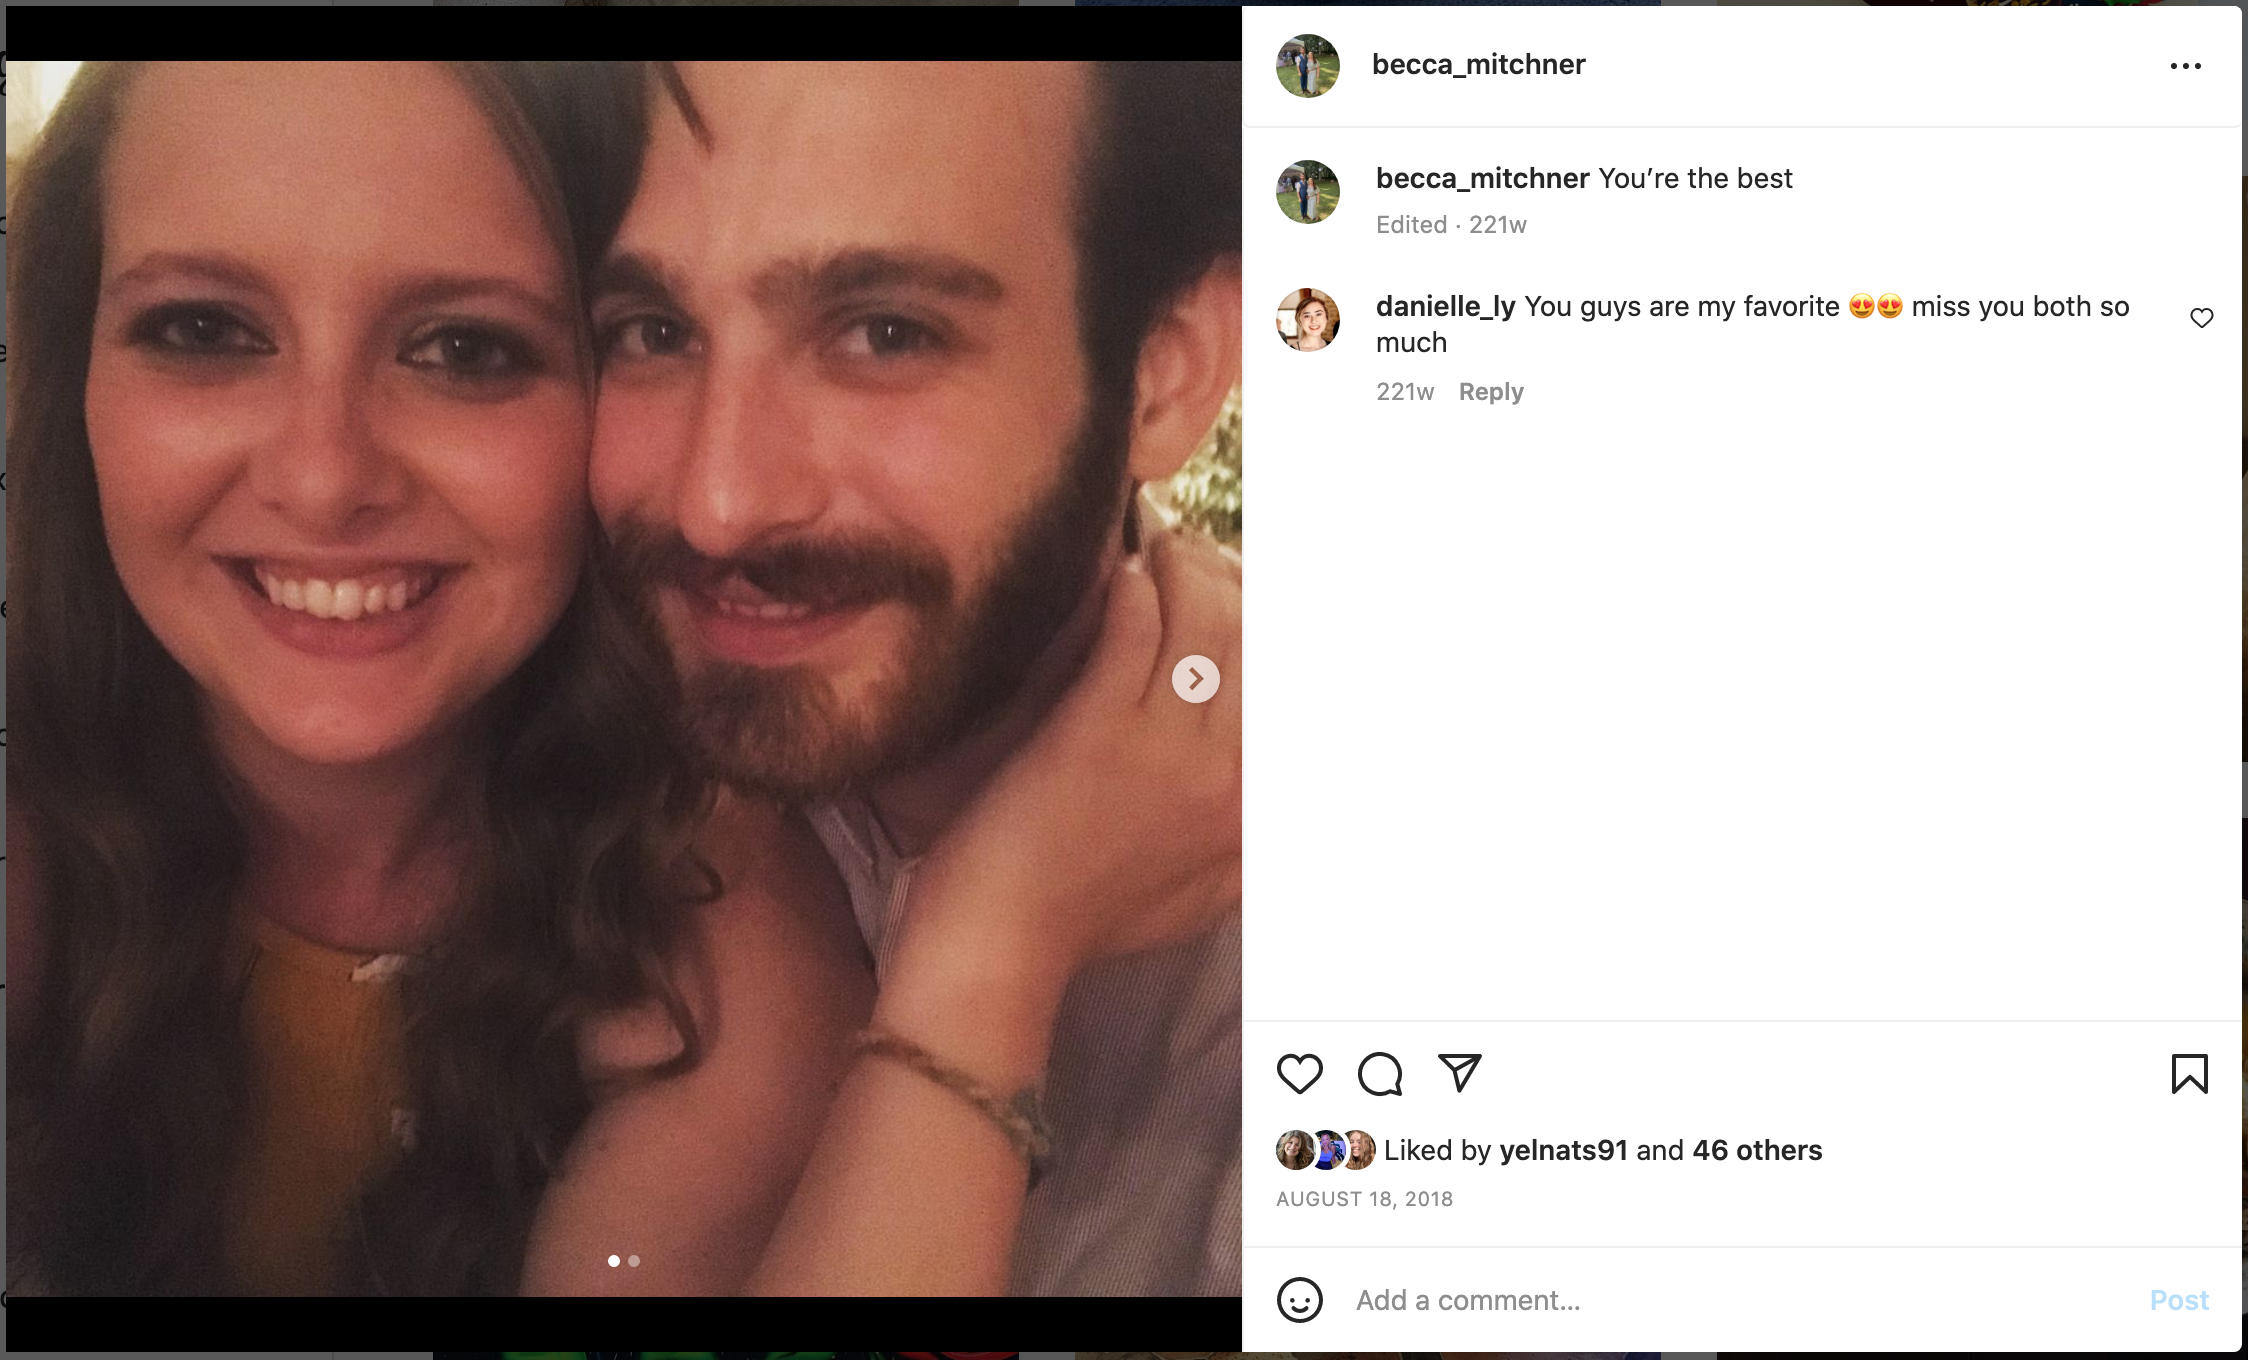 becca_mitchner
becca_mitchner You’re the best
Edited · 221w
danielle_ly You guys are my favorite 😍😍 miss you both so
much
221w Reply
Liked by yelnats91 and 46 others
AUGUST 18, 2018
Add a comment...
Post